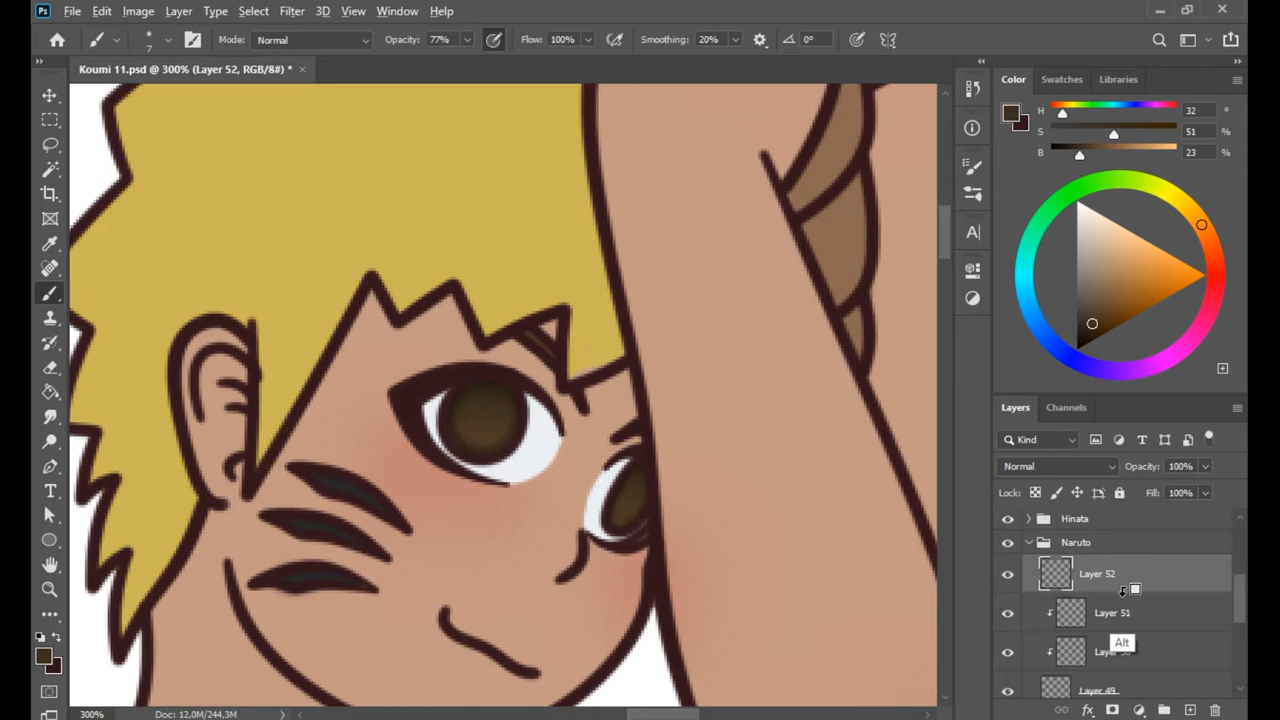 Ps File Edit Image Layer Type Select Filter 3D View Window Help
7 Mode: Normal Opacity: 77% Flow: 100% Smoothing: 20% 0°
Koumi 11.psd @ 300% (Layer 52, RGB/8#) *
Color Swatches Libraries
H 32 °
S 51 %
B 23 %
Layers Channels
Kind
Normal Opacity: 100%
Lock: Fill: 100%
Hinata
Naruto
Layer 52
Layer 51
Alt
Layer 49
300% Doc: 12,0M/244,3M